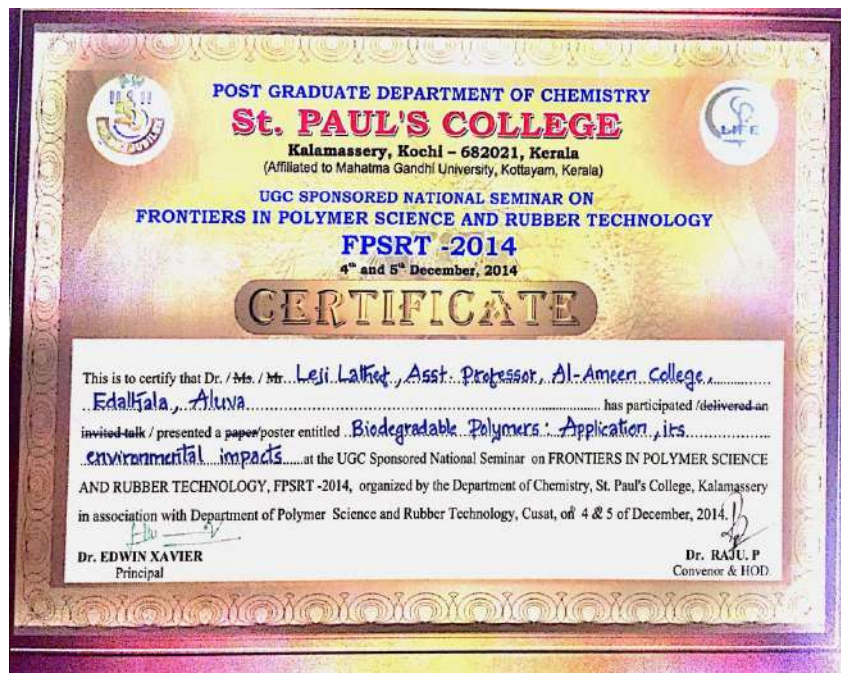 POST GRADUATE DEPARTMENT OF CHEMISTRY
St. PAUL'S COLLEGE
Kalamassery, Kochi – 682021, Kerala
(Affiliated to Mahatma Gandhi University, Kottayam, Kerala)
UGC SPONSORED NATIONAL SEMINAR ON
FRONTIERS IN POLYMER SCIENCE AND RUBBER TECHNOLOGY
FPSRT -2014
4th and 5th December, 2014
CERTIFICATE
LIFE
This is to certify that Dr. / Ms. / Mr. Leji Lathef, Asst. Professor, Al-Ameen College,
Edathala, Aluva has participated /delivered an
invited talk / presented a paper/poster entitled Biodegradable Polymers: Application, its
environmental impacts at the UGC Sponsored National Seminar on FRONTIERS IN POLYMER SCIENCE
AND RUBBER TECHNOLOGY, FPSRT -2014, organized by the Department of Chemistry, St. Paul's College, Kalamassery
in association with Department of Polymer Science and Rubber Technology, Cusat, on 4 & 5 of December, 2014.
Dr. EDWIN XAVIER
Principal
Dr. RAJU. P
Convenor & HOD